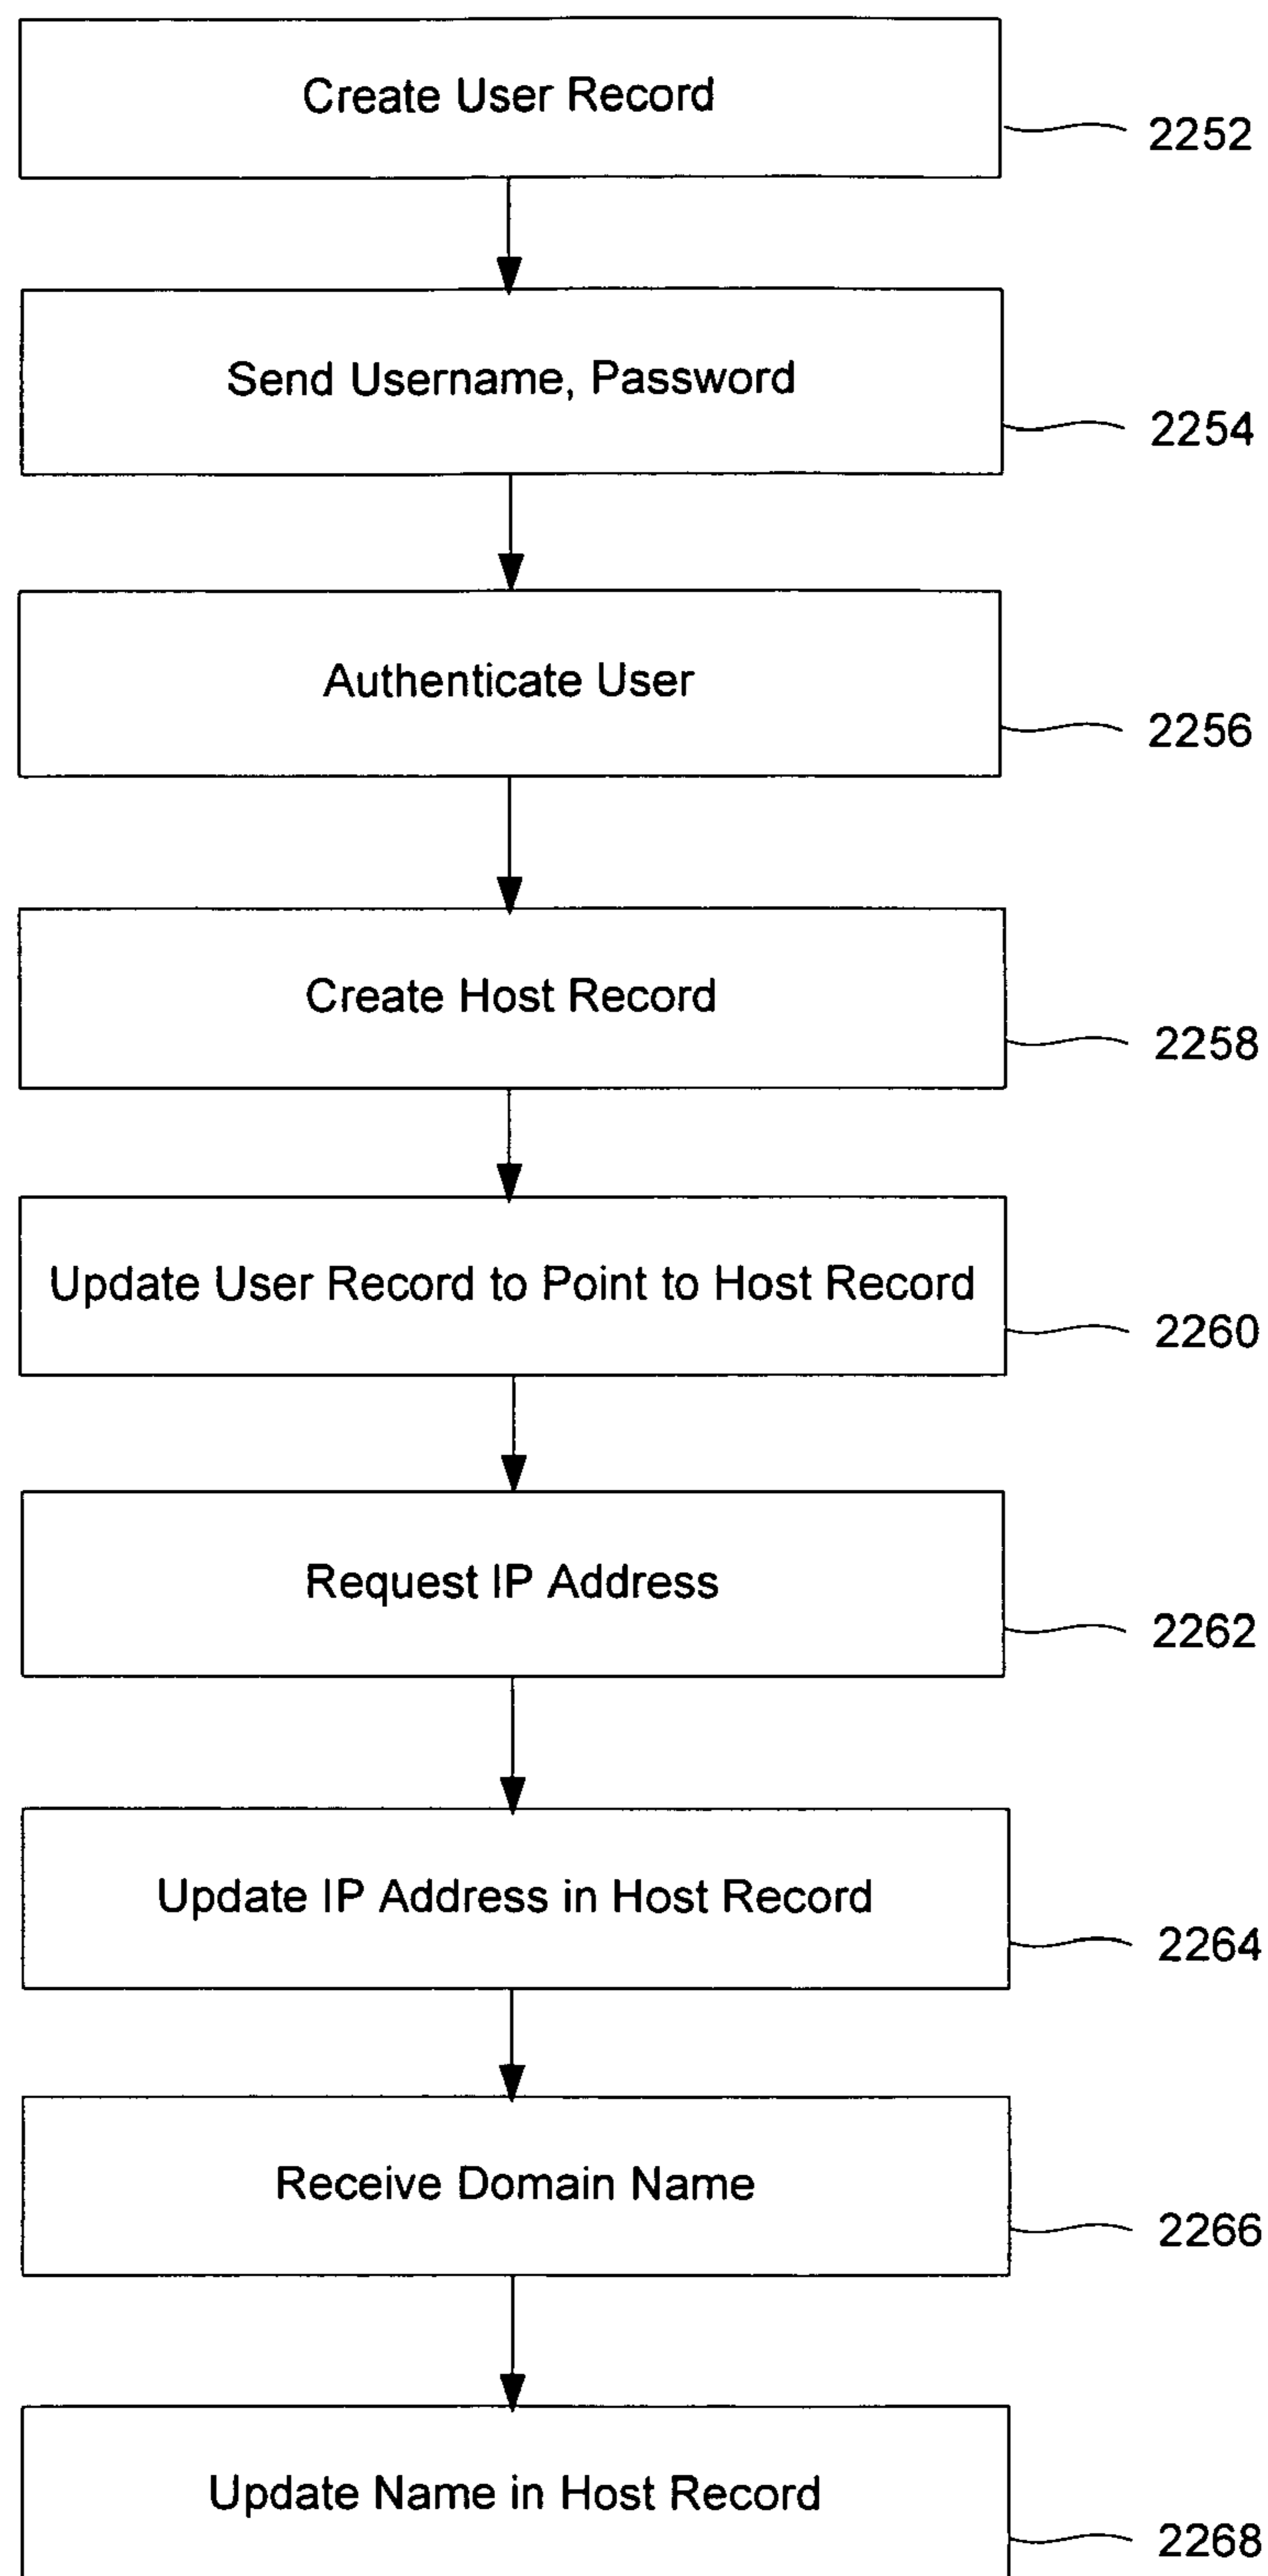 Create User Record
2252
Send Username, Password
2254
Authenticate User
2256
Create Host Record
2258
Update User Record to Point to Host Record
2260
Request IP Address
2262
Update IP Address in Host Record
2264
Receive Domain Name
2266
Update Name in Host Record
2268